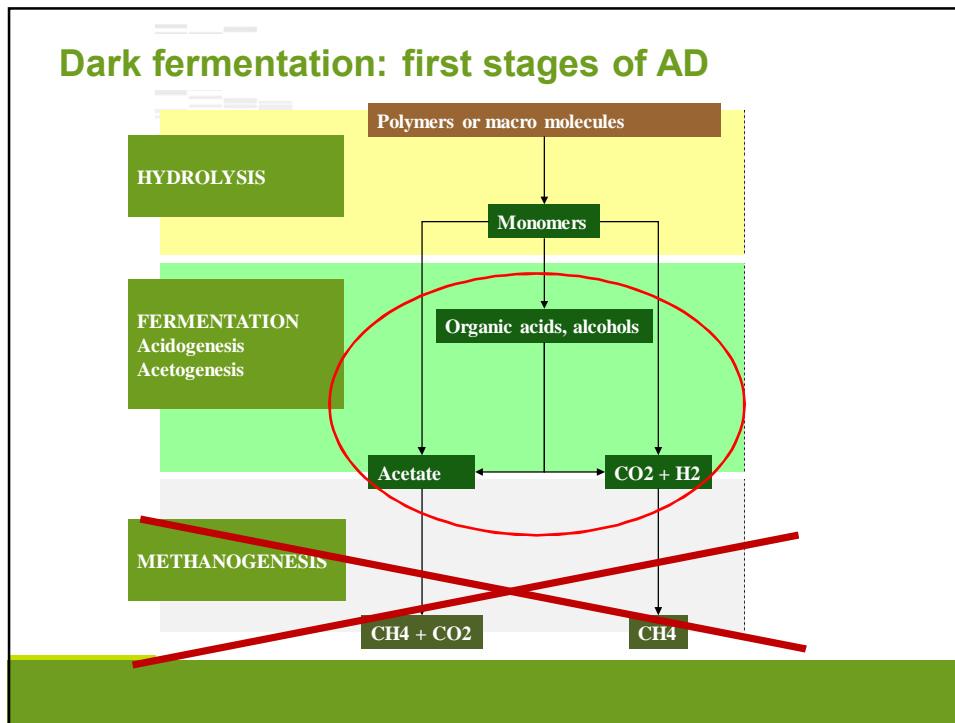 Dark fermentation: first stages of AD
Polymers or macro molecules
HYDROLYSIS
Monomers
FERMENTATION
Acidogenesis
Acetogenesis
Organic acids, alcohols
Acetate
CO2 + H2
METHANOGENESIS
CH4 + CO2
CH4